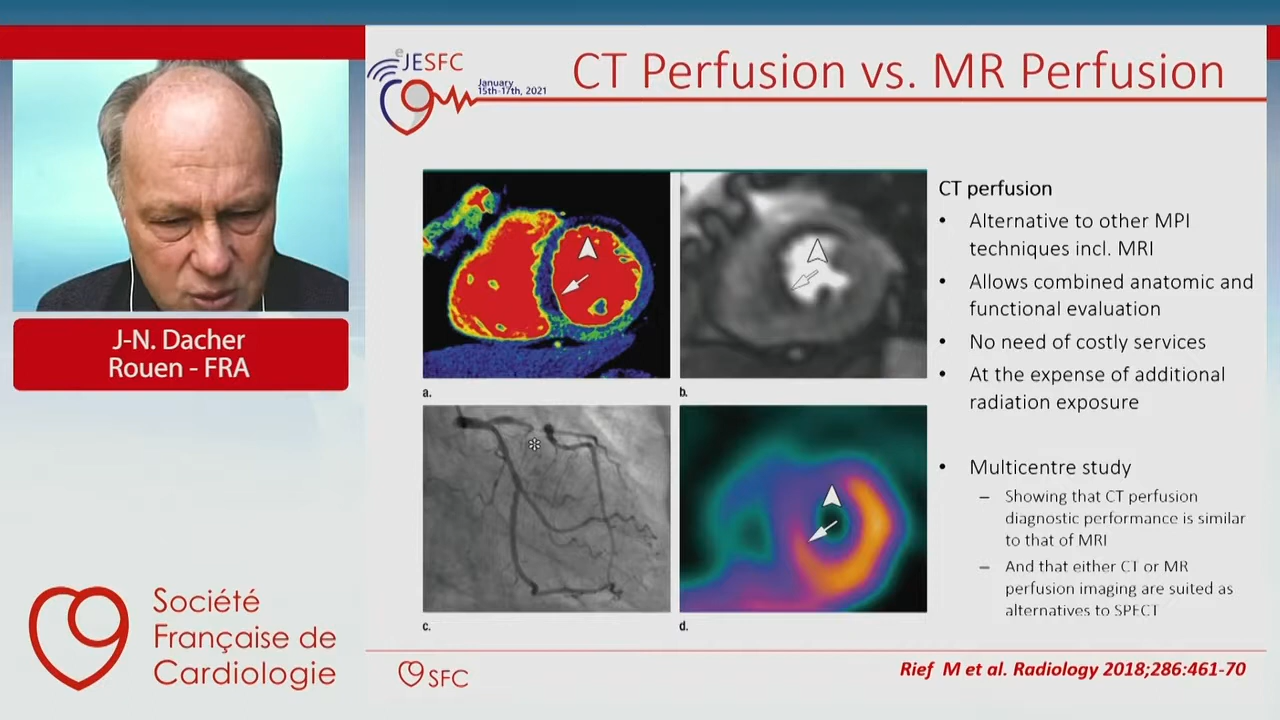 eJESFC
January
15th-17th, 2021
CT Perfusion vs. MR Perfusion
J-N. Dacher
Rouen - FRA
a.
b.
c.
d.
CT perfusion
• Alternative to other MPI
techniques incl. MRI
• Allows combined anatomic and
functional evaluation
• No need of costly services
• At the expense of additional
radiation exposure
• Multicentre study
– Showing that CT perfusion
diagnostic performance is similar
to that of MRI
– And that either CT or MR
perfusion imaging are suited as
alternatives to SPECT
Société
Française de
Cardiologie
SFC
Rief M et al. Radiology 2018;286:461-70